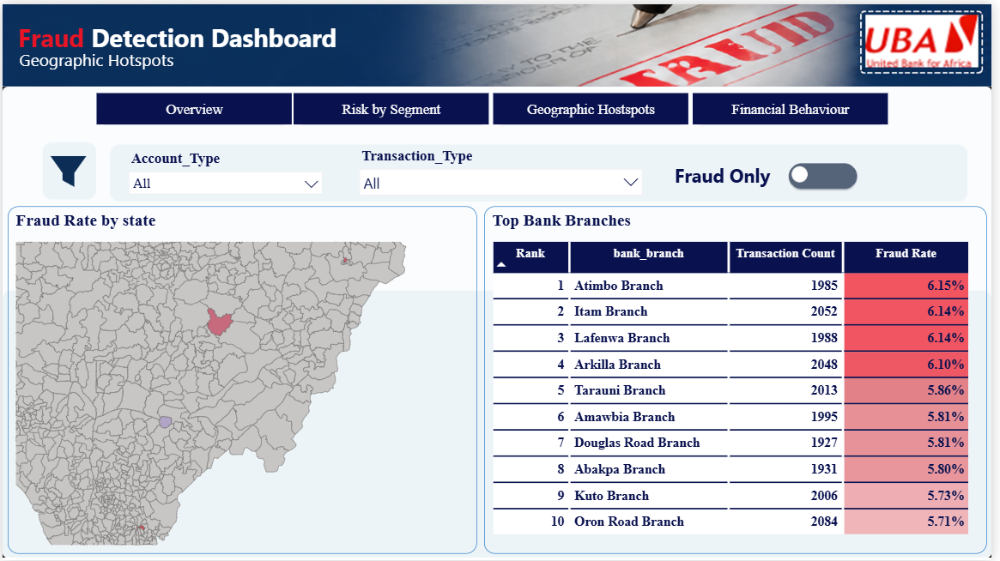 Fraud Detection Dashboard
Geographic Hotspots
PAY TO THE
ORDER OF
FRAUD
UBA
United Bank for Africa
Overview
Risk by Segment
Geographic Hostspots
Financial Behaviour
Account_Type
All
Transaction_Type
All
Fraud Only
Fraud Rate by state
Top Bank Branches
Rank bank_branch Transaction Count Fraud Rate
1 Atimbo Branch 1985 6.15%
2 Itam Branch 2052 6.14%
3 Lafenwa Branch 1988 6.14%
4 Arkilla Branch 2048 6.10%
5 Tarauni Branch 2013 5.86%
6 Amawbia Branch 1995 5.81%
7 Douglas Road Branch 1927 5.81%
8 Abakpa Branch 1931 5.80%
9 Kuto Branch 2006 5.73%
10 Oron Road Branch 2084 5.71%